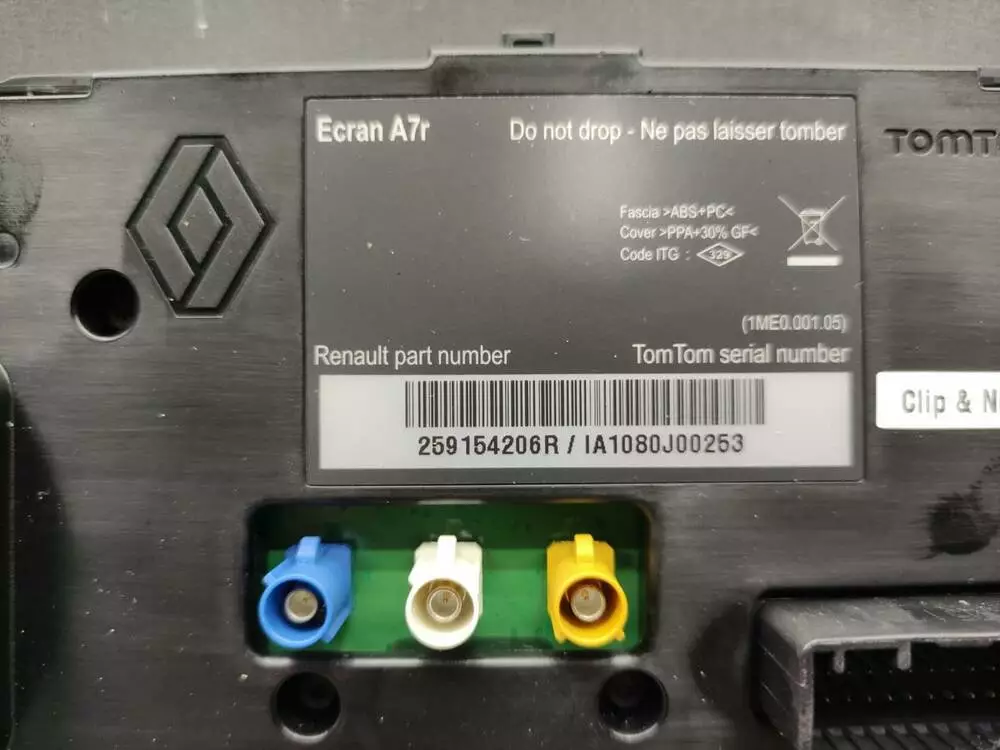 Ecran A7r
Do not drop - Ne pas laisser tomber
TOMT
Fascia >ABS+PC<
Cover >PPA+30% GF<
Code ITG : 329
(1ME0.001.05)
Renault part number
TomTom serial number
Clip & N
259154206R / IA1080J00253